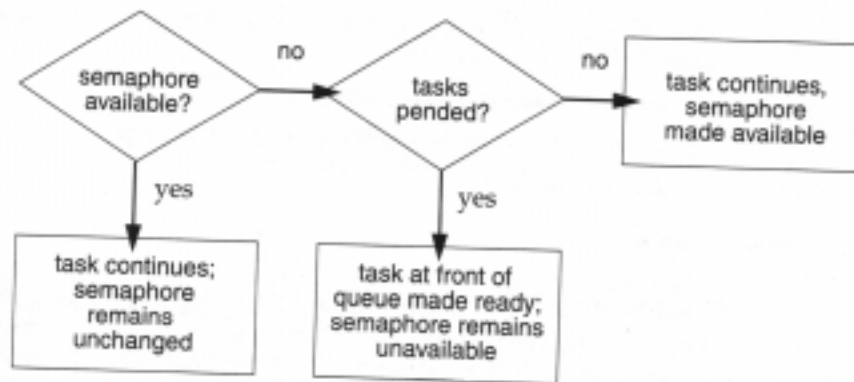 semaphore
available?
no
tasks
pended?
no
task continues,
semaphore
made available
yes
yes
task continues;
semaphore
remains
unchanged
task at front of
queue made ready;
semaphore remains
unavailable